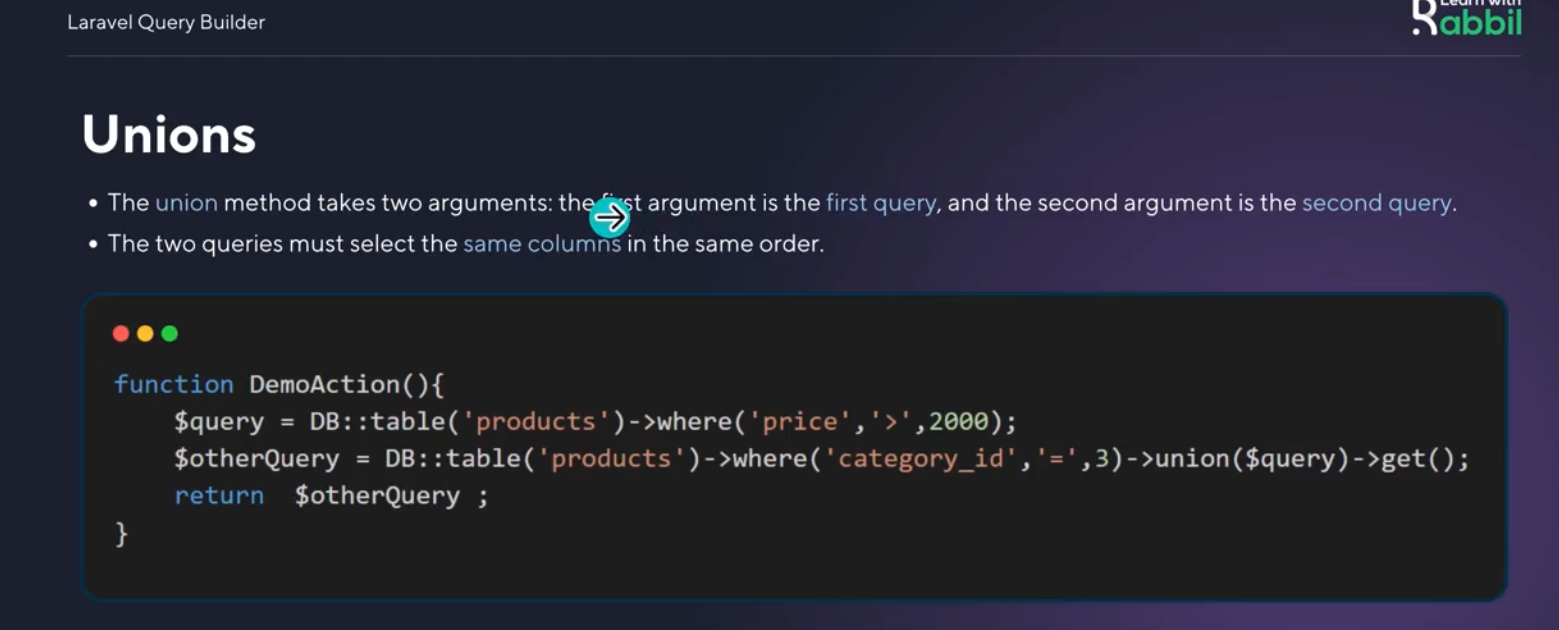 Laravel Query Builder
Learn with
Rabbil
Unions
• The union method takes two arguments: the first argument is the first query, and the second argument is the second query.
• The two queries must select the same columns in the same order.
function DemoAction(){
    $query = DB::table('products')->where('price','>',2000);
    $otherQuery = DB::table('products')->where('category_id','=',3)->union($query)->get();
    return  $otherQuery ;
}